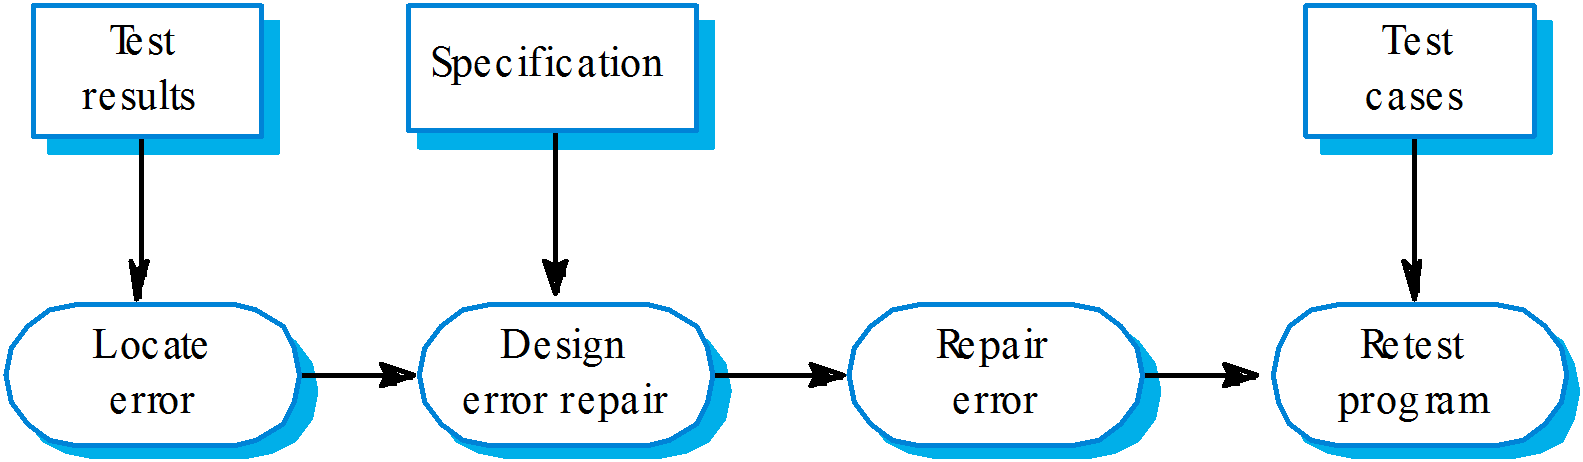 Test
results
Specification
Test
cases
Locate
error
Design
error repair
Repair
error
Retest
program